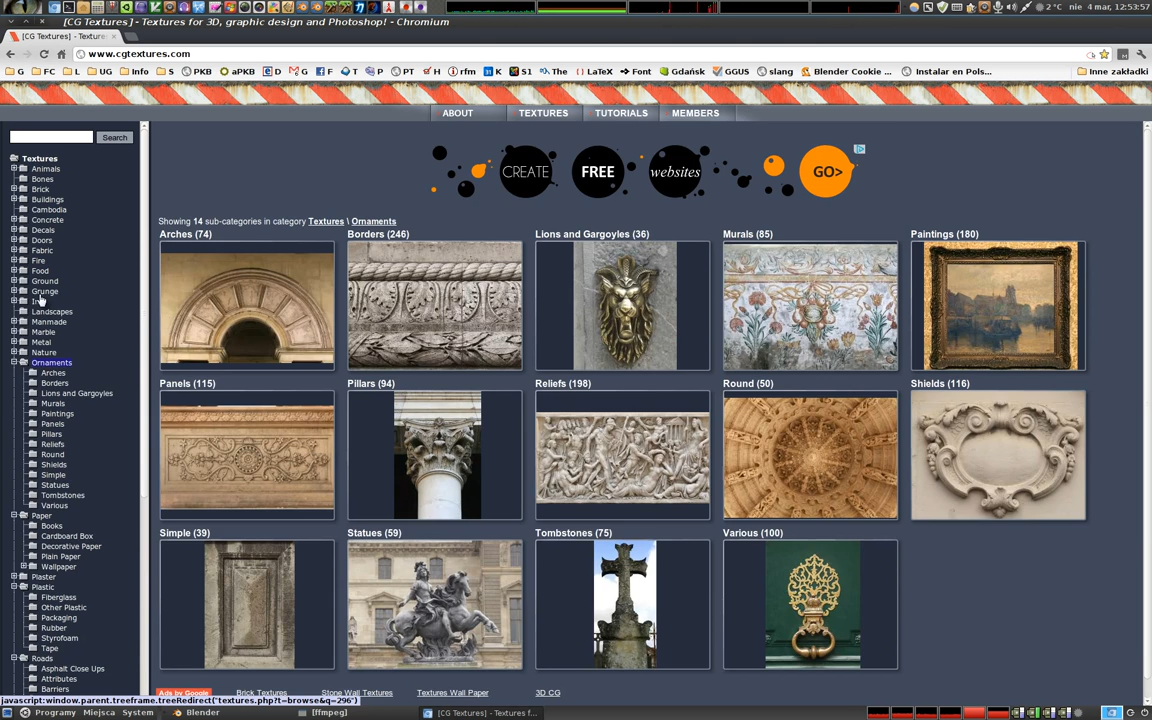 2 °C nie 4 mar, 12:53:57
[CG Textures] - Textures for 3D, graphic design and Photoshop! - Chromium
[CG Textures] - Texture
www.cgtextures.com
G FC L UG Info S PKB aPKB D G F T P PT H rfm K S1 The LaTeX Font Gdańsk GGUS slang Blender Cookie ... Instalar en Pols... Inne zakładki
ABOUT TEXTURES TUTORIALS MEMBERS
Search
CREATE FREE websites GO>
Textures
Animals
Bones
Brick
Buildings
Cambodia
Concrete
Decals
Doors
Fabric
Fire
Food
Ground
Grunge
Landscapes
Manmade
Marble
Metal
Nature
Ornaments
Arches
Borders
Lions and Gargoyles
Murals
Paintings
Panels
Pillars
Reliefs
Round
Shields
Simple
Statues
Tombstones
Various
Paper
Books
Cardboard Box
Decorative Paper
Plain Paper
Wallpaper
Plaster
Plastic
Fiberglass
Other Plastic
Packaging
Rubber
Styrofoam
Tape
Roads
Asphalt Close Ups
Attributes
Barriers
Showing 14 sub-categories in category Textures \ Ornaments
Arches (74) Borders (246) Lions and Gargoyles (36) Murals (85) Paintings (180)
Panels (115) Pillars (94) Reliefs (198) Round (50) Shields (116)
Simple (39) Statues (59) Tombstones (75) Various (100)
Ads by Google Brick Textures Stone Wall Textures Textures Wall Paper 3D CG
javascript:window.parent.treeframe.treeRedirect("textures.php?t=browse&q=296")
Programy Miejsca System Blender [ffmpeg] [CG Textures] - Textures f...